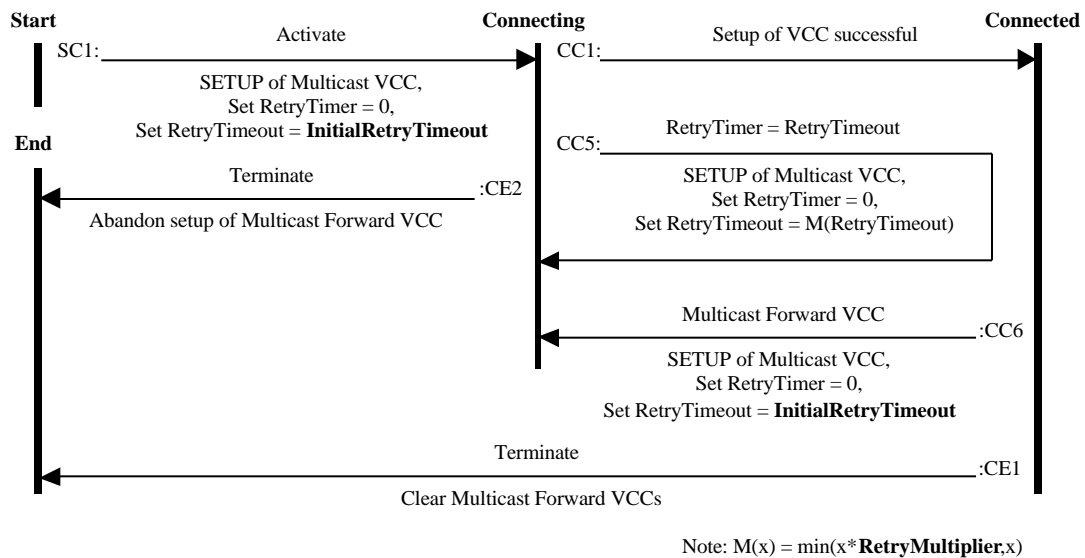 Start
Connecting
Connected
SC1:
Activate
SETUP of Multicast VCC,
Set RetryTimer = 0,
Set RetryTimeout = InitialRetryTimeout
CC1:
Setup of VCC successful
End
CC5:
RetryTimer = RetryTimeout
SETUP of Multicast VCC,
Set RetryTimer = 0,
Set RetryTimeout = M(RetryTimeout)
Terminate
:CE2
Abandon setup of Multicast Forward VCC
Multicast Forward VCC
:CC6
SETUP of Multicast VCC,
Set RetryTimer = 0,
Set RetryTimeout = InitialRetryTimeout
Terminate
:CE1
Clear Multicast Forward VCCs
Note: M(x) = min(x*RetryMultiplier,x)